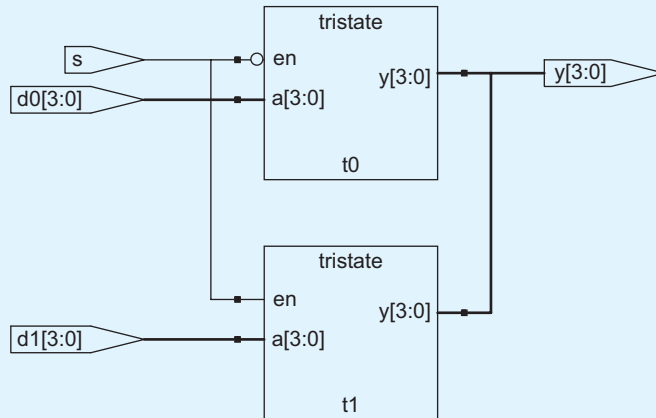 tristate
s
en
y[3:0]
y[3:0]
d0[3:0]
a[3:0]
t0
tristate
en
y[3:0]
d1[3:0]
a[3:0]
t1